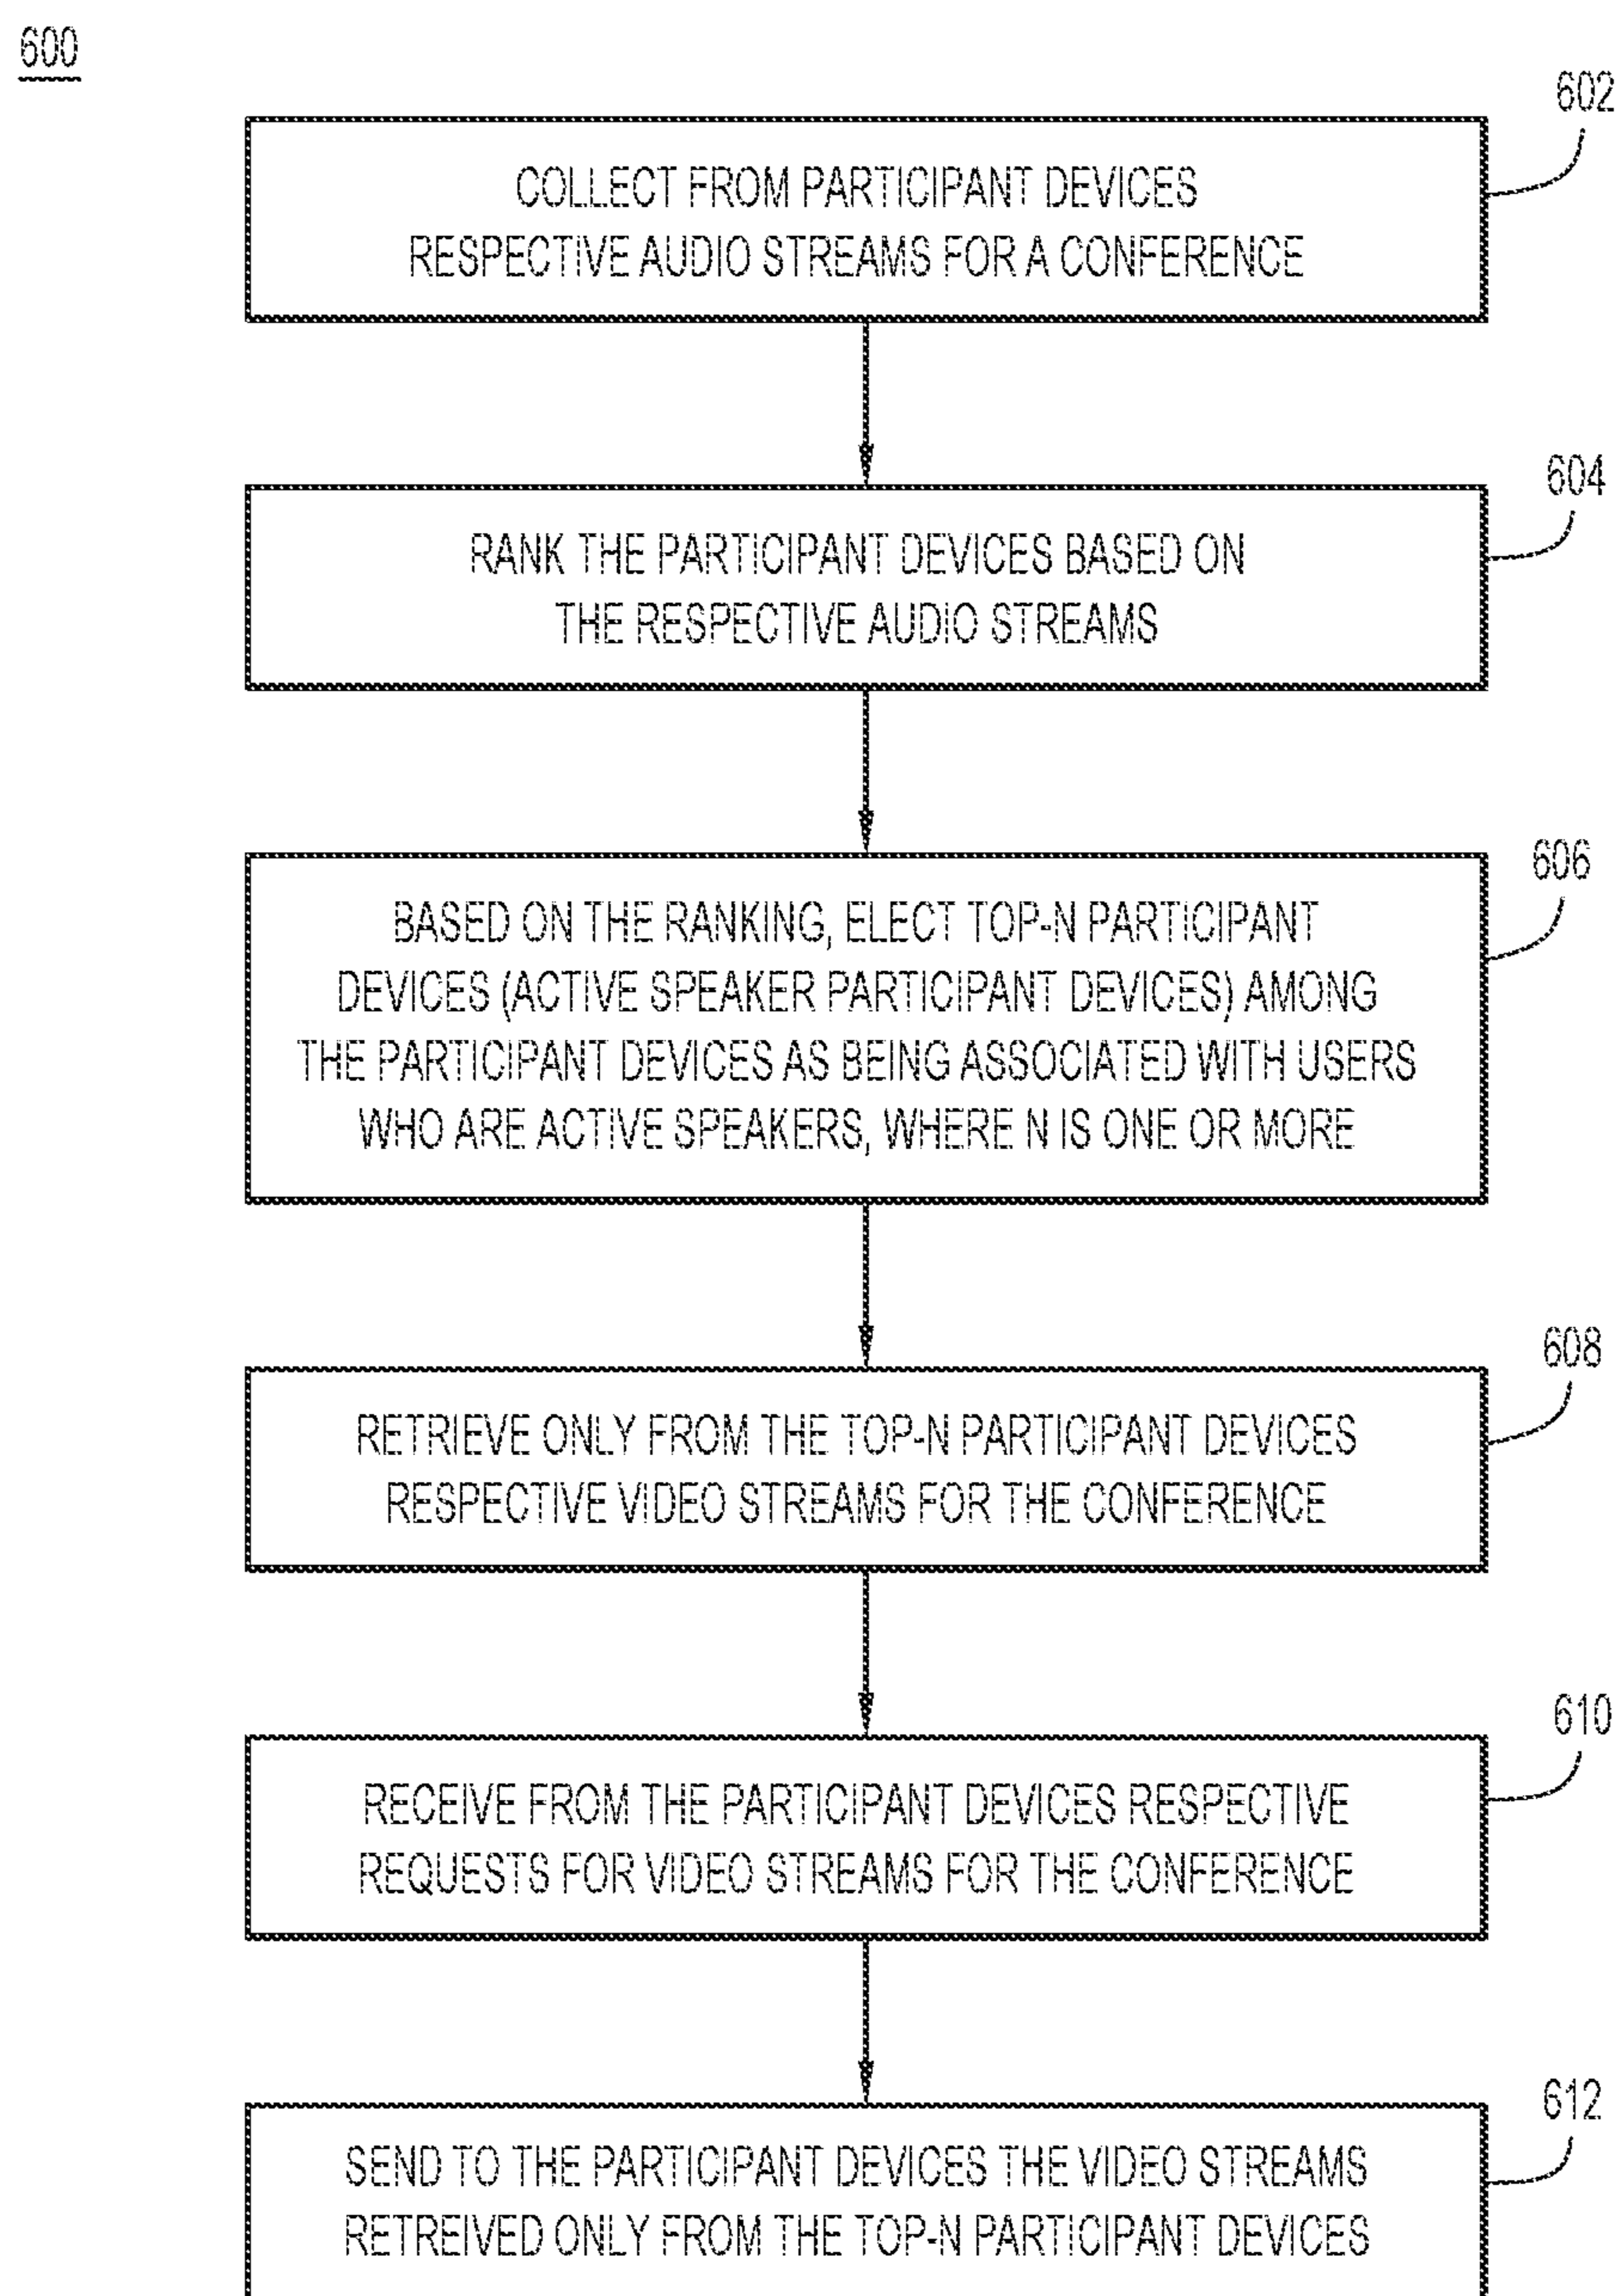 600
602
COLLECT FROM PARTICIPANT DEVICES
RESPECTIVE AUDIO STREAMS FOR A CONFERENCE
604
RANK THE PARTICIPANT DEVICES BASED ON
THE RESPECTIVE AUDIO STREAMS
606
BASED ON THE RANKING, ELECT TOP-N PARTICIPANT
DEVICES (ACTIVE SPEAKER PARTICIPANT DEVICES) AMONG
THE PARTICIPANT DEVICES AS BEING ASSOCIATED WITH USERS
WHO ARE ACTIVE SPEAKERS, WHERE N IS ONE OR MORE
608
RETRIEVE ONLY FROM THE TOP-N PARTICIPANT DEVICES
RESPECTIVE VIDEO STREAMS FOR THE CONFERENCE
610
RECEIVE FROM THE PARTICIPANT DEVICES RESPECTIVE
REQUESTS FOR VIDEO STREAMS FOR THE CONFERENCE
612
SEND TO THE PARTICIPANT DEVICES THE VIDEO STREAMS
RETREIVED ONLY FROM THE TOP-N PARTICIPANT DEVICES